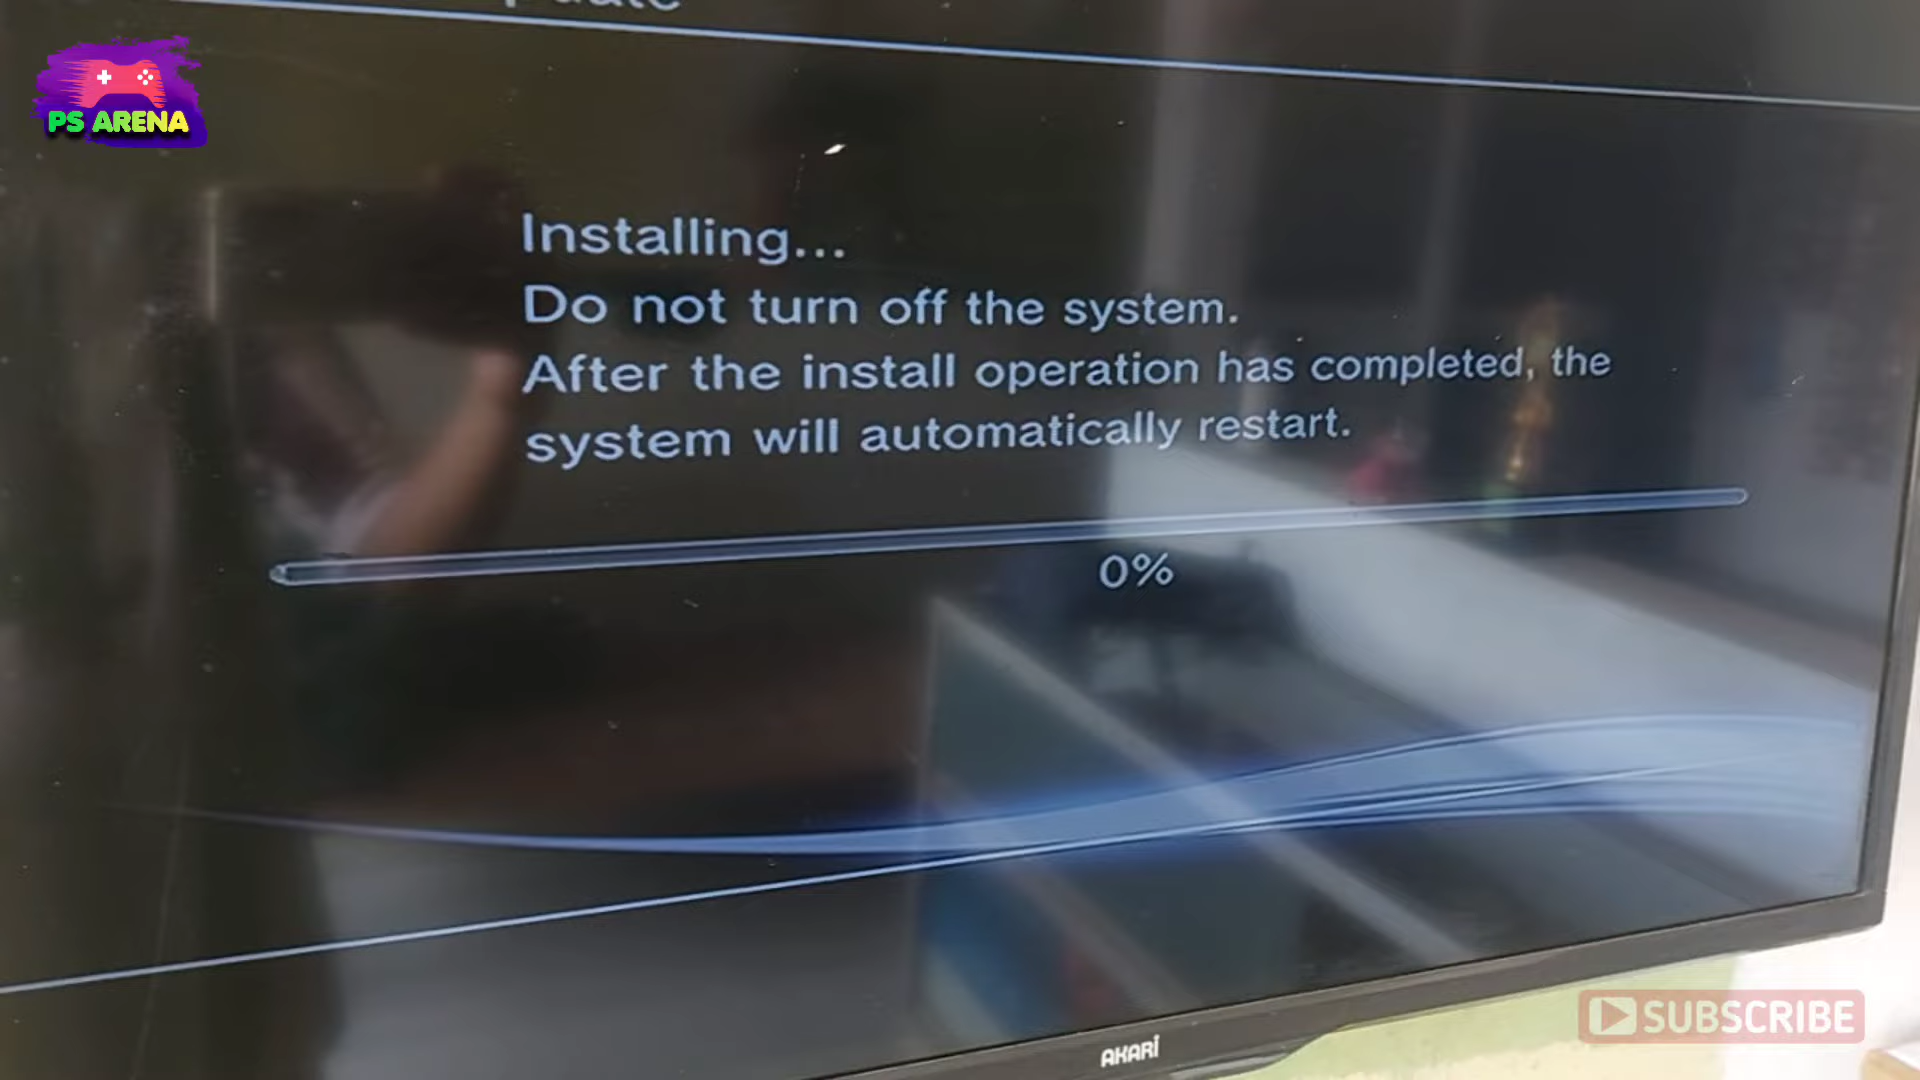 PS ARENA
Installing...
Do not turn off the system.
After the install operation has completed, the
system will automatically restart.
0%
AKARI
SUBSCRIBE